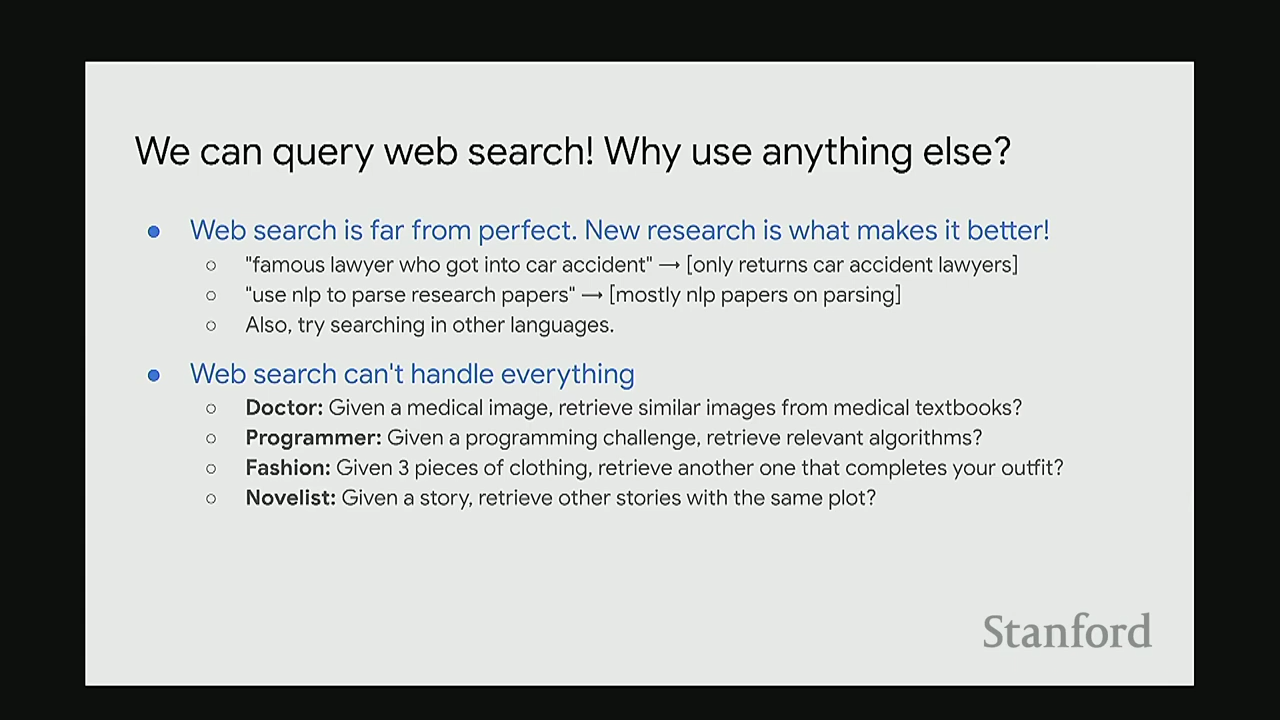 We can query web search! Why use anything else?
● Web search is far from perfect. New research is what makes it better!
○ "famous lawyer who got into car accident" → [only returns car accident lawyers]
○ "use nlp to parse research papers" → [mostly nlp papers on parsing]
○ Also, try searching in other languages.
● Web search can't handle everything
○ Doctor: Given a medical image, retrieve similar images from medical textbooks?
○ Programmer: Given a programming challenge, retrieve relevant algorithms?
○ Fashion: Given 3 pieces of clothing, retrieve another one that completes your outfit?
○ Novelist: Given a story, retrieve other stories with the same plot?
Stanford